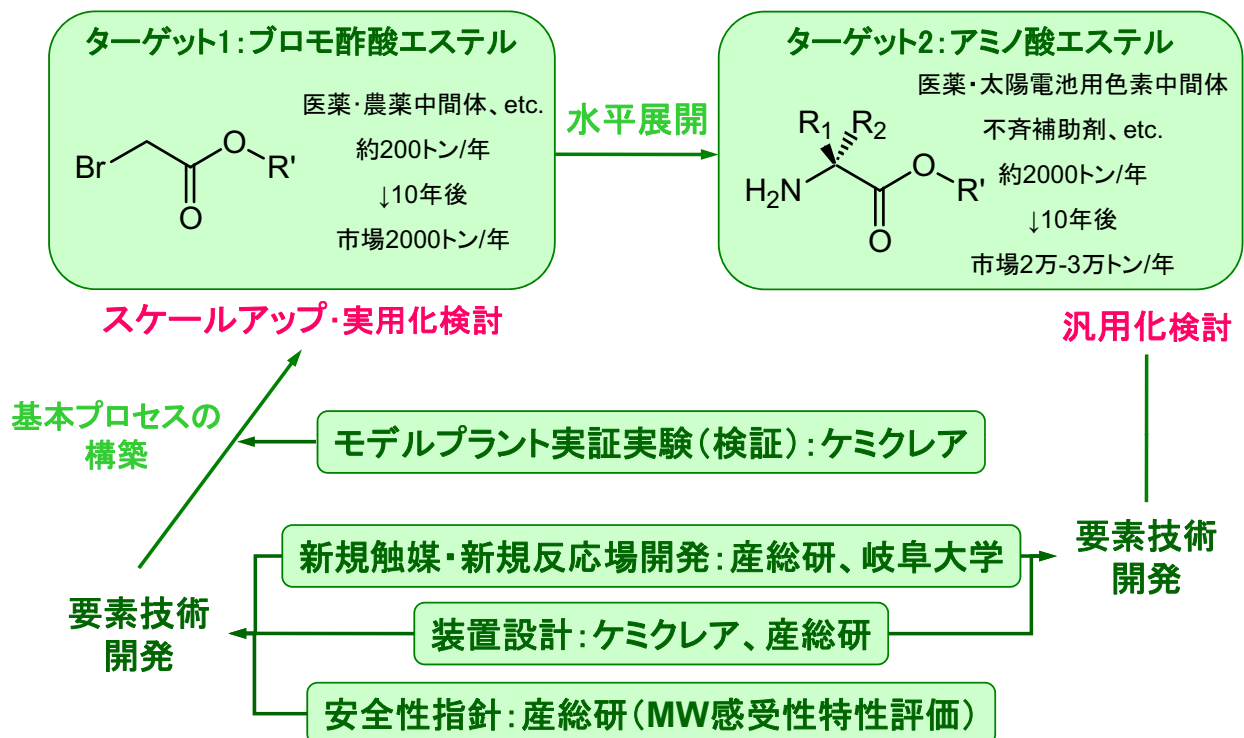 ターゲット1：ブロモ酢酸エステル
医薬・農薬中間体、etc.
約200トン/年
↓10年後
市場2000トン/年
Br
O
R'
O
水平展開
ターゲット2：アミノ酸エステル
医薬・太陽電池用色素中間体
不斉補助剤、etc.
約2000トン/年
↓10年後
市場2万-3万トン/年
R1 R2
H2N
O
R'
O
スケールアップ・実用化検討
汎用化検討
基本プロセスの
構築
モデルプラント実証実験（検証）：ケミクレア
新規触媒・新規反応場開発：産総研、岐阜大学
要素技術
開発
要素技術
開発
装置設計：ケミクレア、産総研
安全性指針：産総研（MW感受性特性評価）